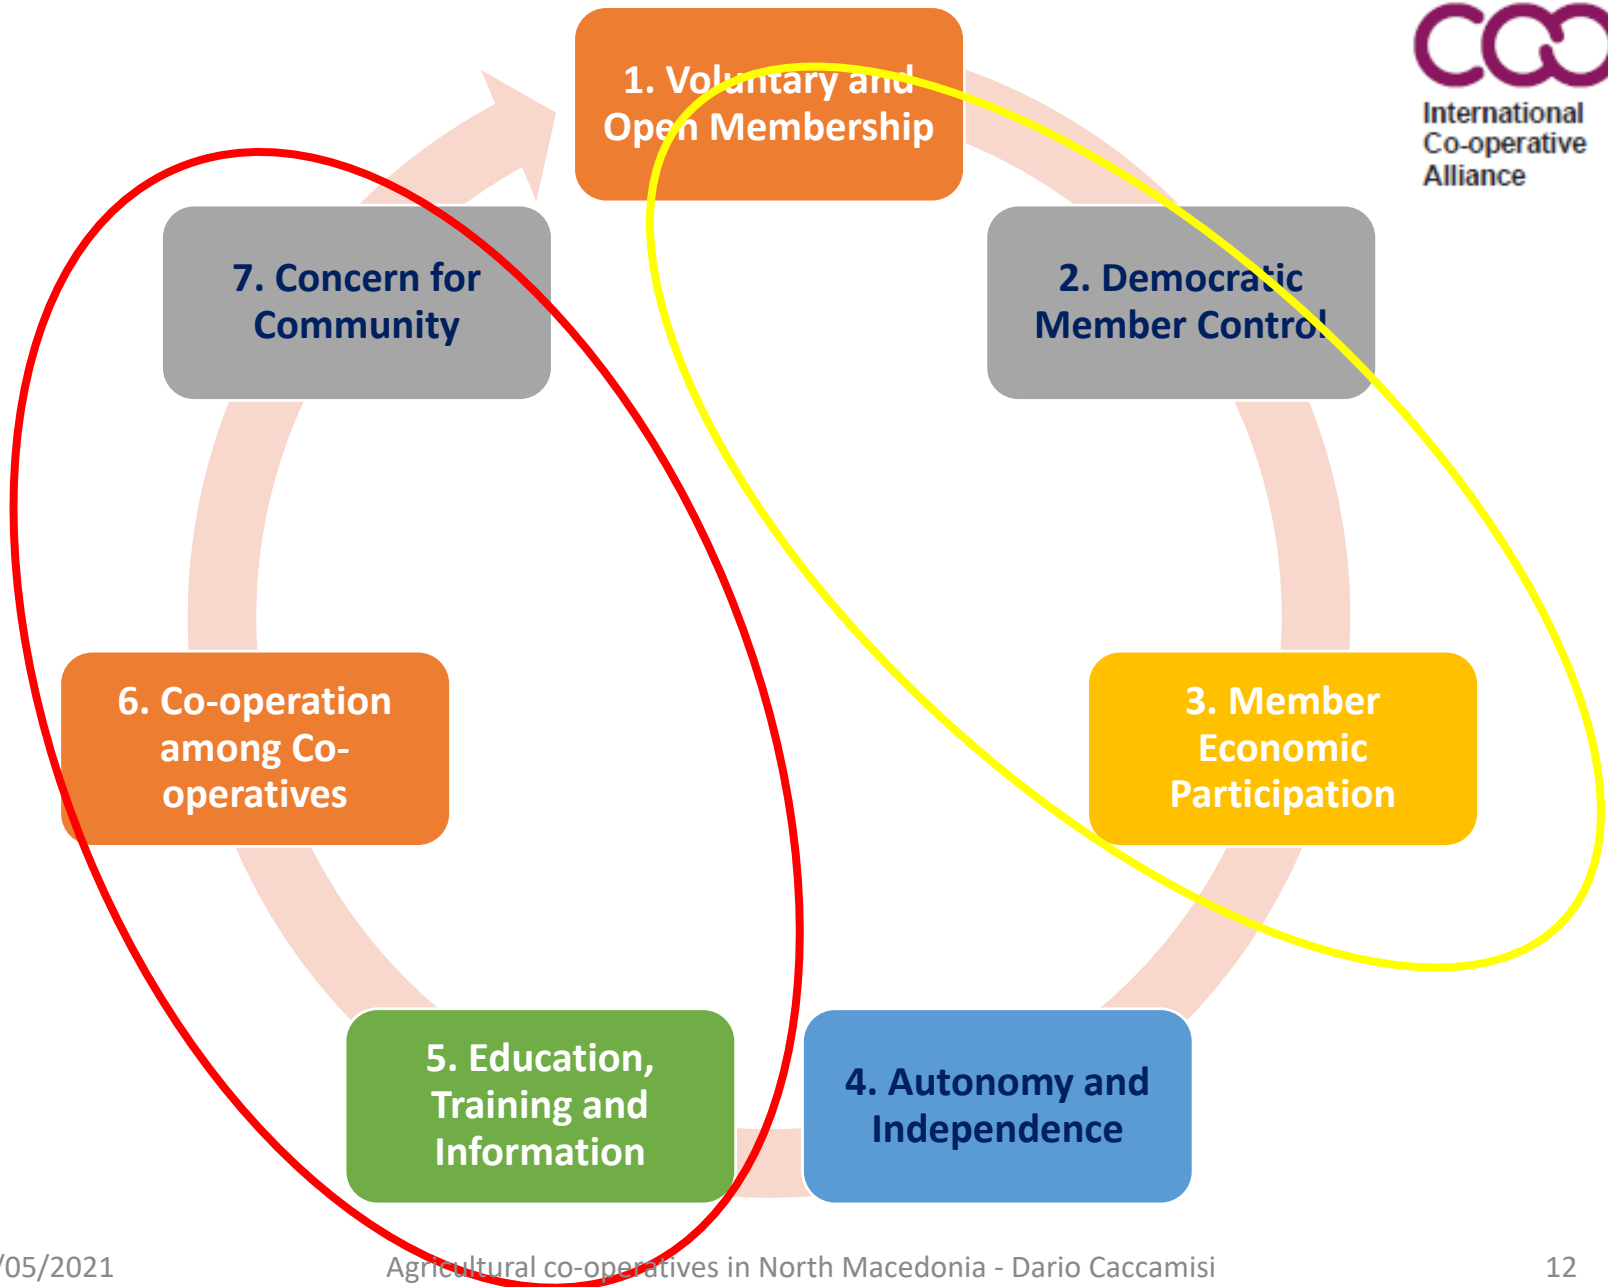 1. Voluntary and
Open Membership
COO
International
Co-operative
Alliance
7. Concern for
Community
2. Democratic
Member Control
6. Co-operation
among Co-
operatives
3. Member
Economic
Participation
5. Education,
Training and
Information
4. Autonomy and
Independence
/05/2021
Agricultural co-operatives in North Macedonia - Dario Caccamisi
12